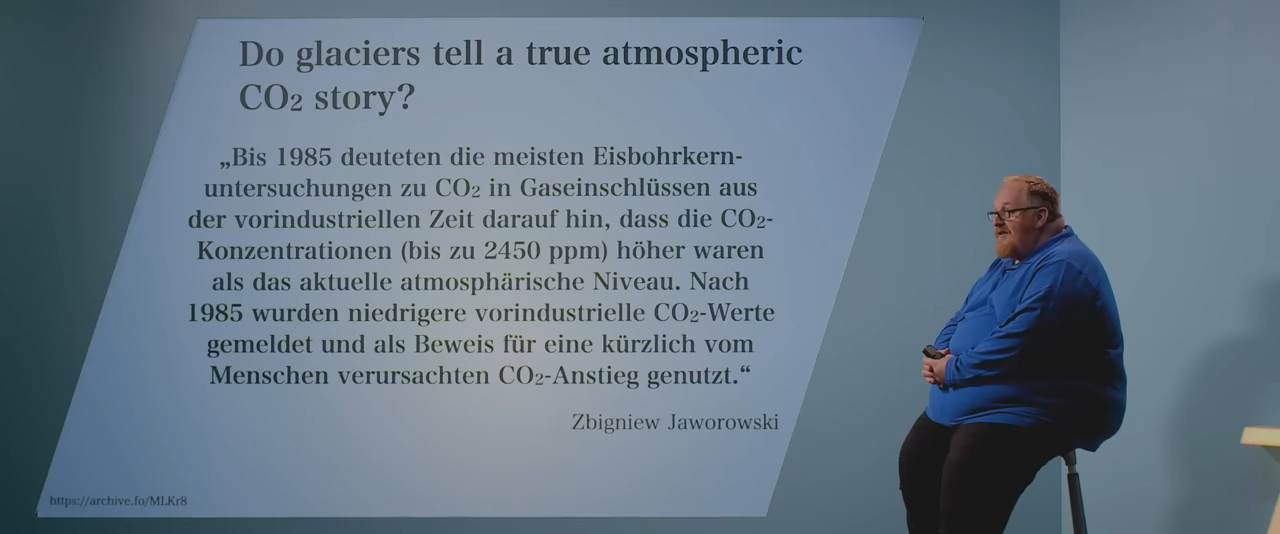 Do glaciers tell a true atmospheric
CO₂ story?
„Bis 1985 deuteten die meisten Eisbohrkern-
untersuchungen zu CO₂ in Gaseinschlüssen aus
der vorindustriellen Zeit darauf hin, dass die CO₂-
Konzentrationen (bis zu 2450 ppm) höher waren
als das aktuelle atmosphärische Niveau. Nach
1985 wurden niedrigere vorindustrielle CO₂-Werte
gemeldet und als Beweis für eine kürzlich vom
Menschen verursachten CO₂-Anstieg genutzt.“
Zbigniew Jaworowski
https://archive.fo/MLKr8